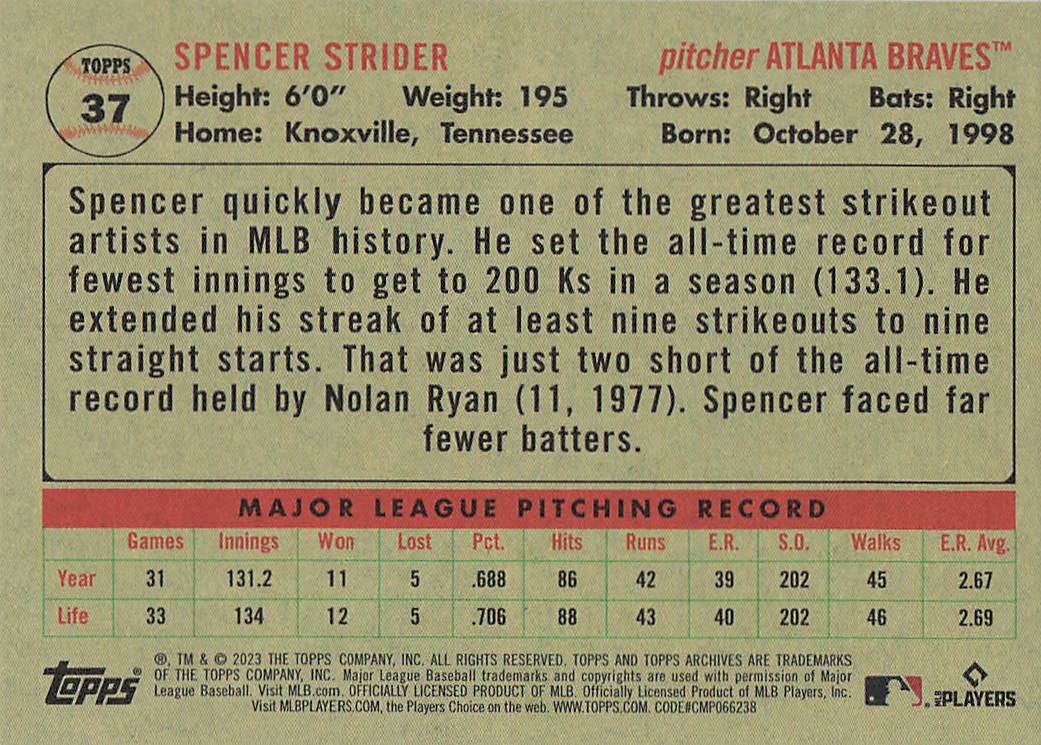 TOPPS
37
SPENCER STRIDER pitcher ATLANTA BRAVES™
Height: 6'0" Weight: 195 Throws: Right Bats: Right
Home: Knoxville, Tennessee Born: October 28, 1998
Spencer quickly became one of the greatest strikeout
artists in MLB history. He set the all-time record for
fewest innings to get to 200 Ks in a season (133.1). He
extended his streak of at least nine strikeouts to nine
straight starts. That was just two short of the all-time
record held by Nolan Ryan (11, 1977). Spencer faced far
fewer batters.
MAJOR LEAGUE PITCHING RECORD
Games Innings Won Lost Pct. Hits Runs E.R. S.O. Walks E.R. Avg.
Year 31 131.2 11 5 .688 86 42 39 202 45 2.67
Life 33 134 12 5 .706 88 43 40 202 46 2.69
®, TM & © 2023 THE TOPPS COMPANY, INC. ALL RIGHTS RESERVED. TOPPS AND TOPPS ARCHIVES ARE TRADEMARKS
OF THE TOPPS COMPANY, INC. Major League Baseball trademarks and copyrights are used with permission of Major
League Baseball. Visit MLB.com. OFFICIALLY LICENSED PRODUCT OF MLB. Officially Licensed Product of MLB Players, Inc.
Visit MLBPLAYERS.COM, the Players Choice on the web. WWW.TOPPS.COM. CODE#CMP066238
topps®
MLB PLAYERS